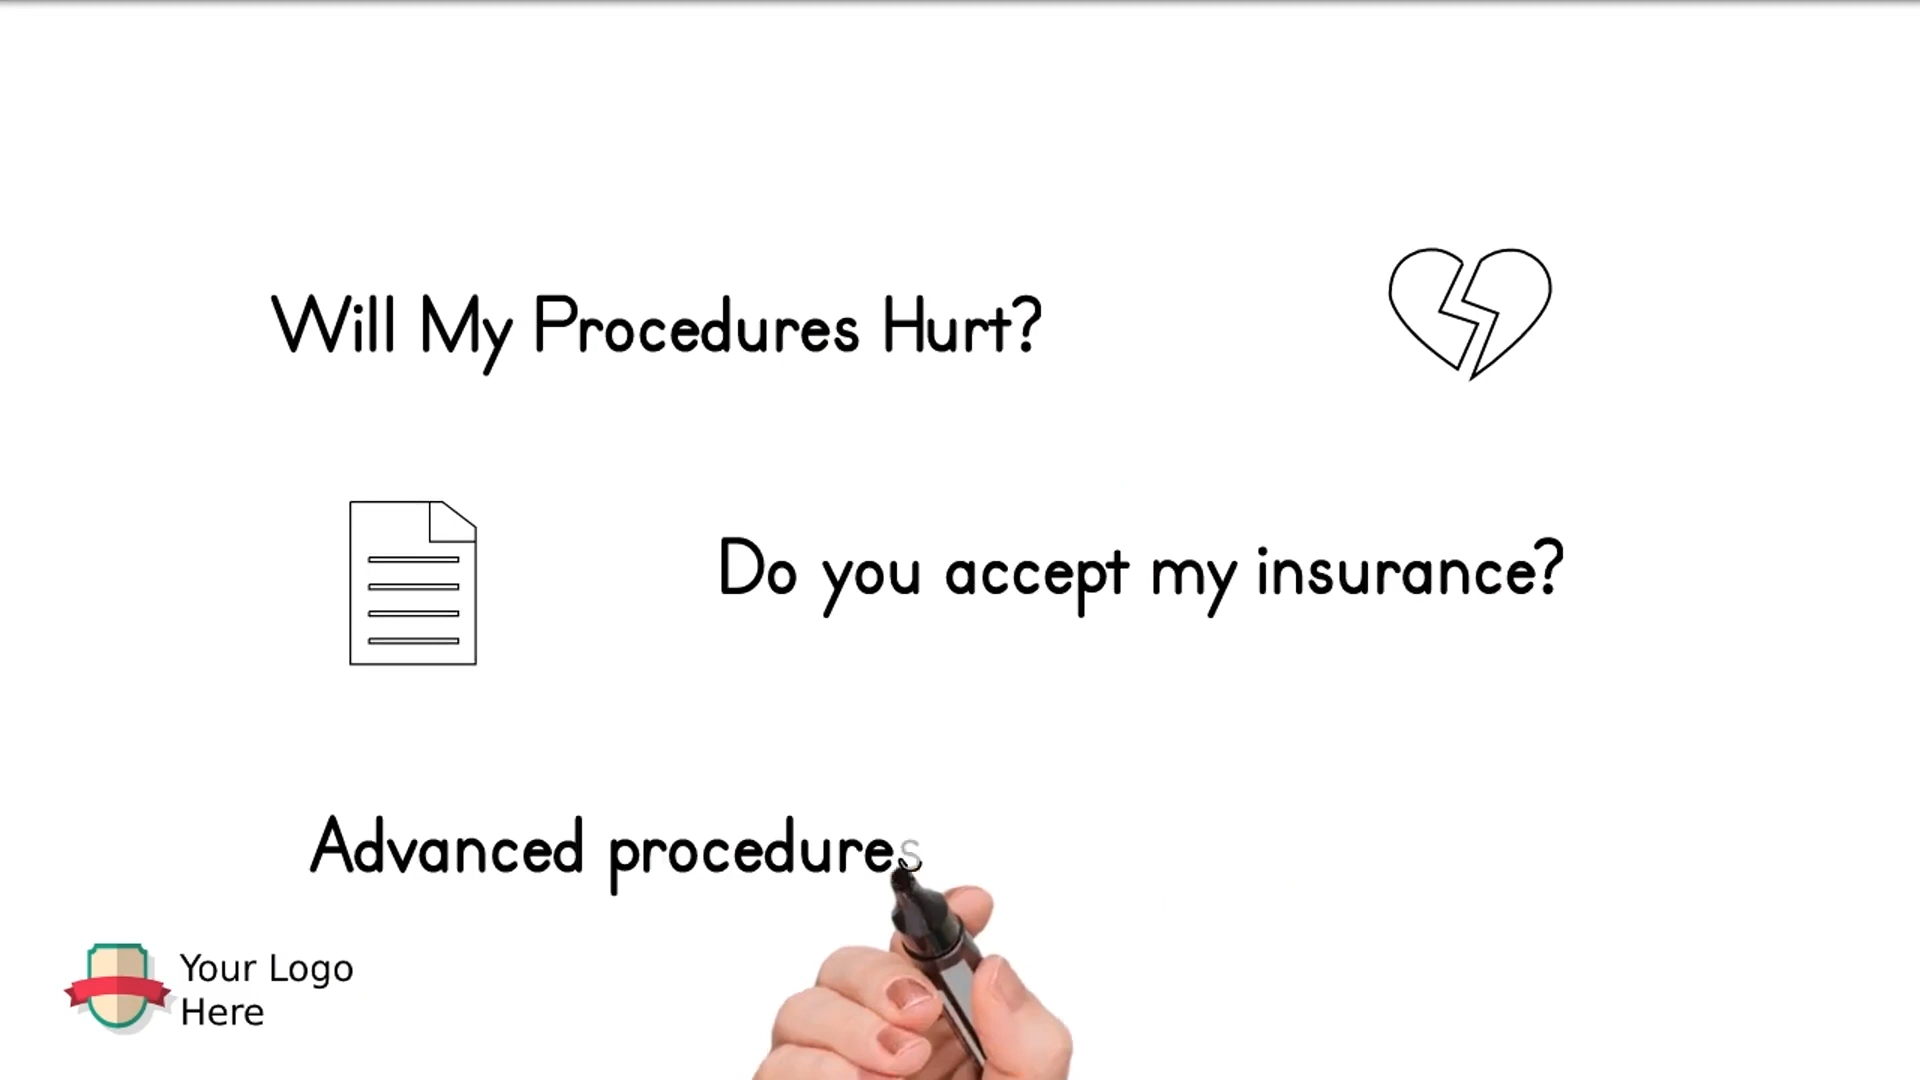 Will My Procedures Hurt?
Do you accept my insurance?
Advanced procedures
Your Logo
Here